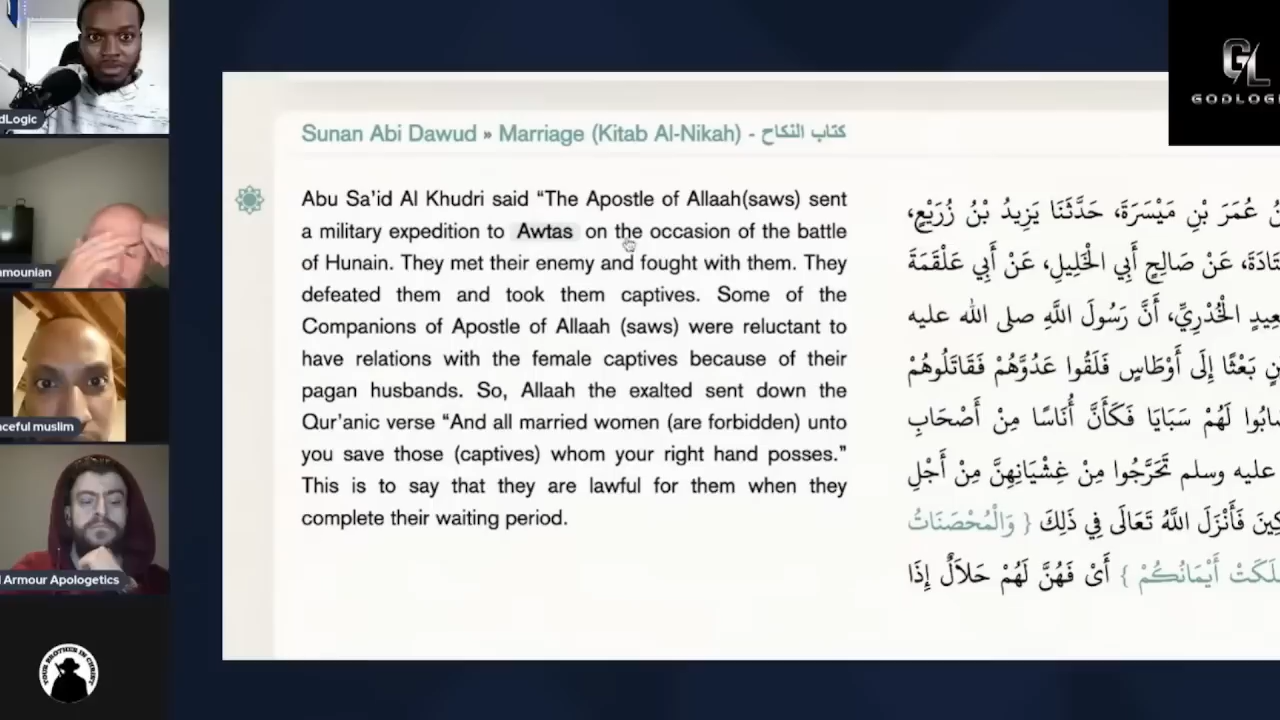 dLogic
mounian
ceful muslim
Armour Apologetics
YOUR BROTHER IN CHRIST
GL
GODLOGI
Sunan Abi Dawud » Marriage (Kitab Al-Nikah) - كتاب النكاح
Abu Sa'id Al Khudri said “The Apostle of Allaah(saws) sent
a military expedition to Awtas on the occasion of the battle
of Hunain. They met their enemy and fought with them. They
defeated them and took them captives. Some of the
Companions of Apostle of Allaah (saws) were reluctant to
have relations with the female captives because of their
pagan husbands. So, Allaah the exalted sent down the
Qur'anic verse “And all married women (are forbidden) unto
you save those (captives) whom your right hand posses.”
This is to say that they are lawful for them when they
complete their waiting period.
عُمَرَ بْنِ مَيْسَرَةَ، حَدَّثَنَا يَزِيدُ بْنُ زُرَيْعٍ،
تَادَةَ، عَنْ صَالِحٍ أَبِي الْخَلِيلِ، عَنْ أَبِي عَلْقَمَةَ
عِيدٍ الْخُدْرِيِّ، أَنَّ رَسُولَ اللَّهِ صلى الله عليه
بَعْثًا إِلَى أَوْطَاسٍ فَلَقُوا عَدُوَّهُمْ فَقَاتَلُوهُمْ
صَابُوا لَهُمْ سَبَايَا فَكَأَنَّ أُنَاسًا مِنْ أَصْحَابِ
عليه وسلم تَحَرَّجُوا مِنْ غِشْيَانِهِنَّ مِنْ أَجْلِ
كِينَ فَأَنْزَلَ اللَّهُ تَعَالَى فِي ذَلِكَ { وَالْمُحْصَنَاتُ
لَكَتْ أَيْمَانُكُمْ } أَىْ فَهُنَّ لَهُمْ حَلاَلٌ إِذَا